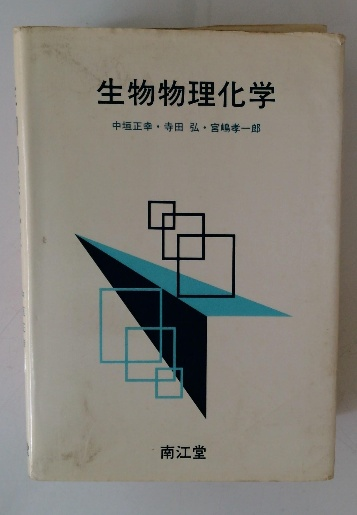 生物物理化学
中垣正幸・寺田 弘・宮嶋孝一郎
南江堂